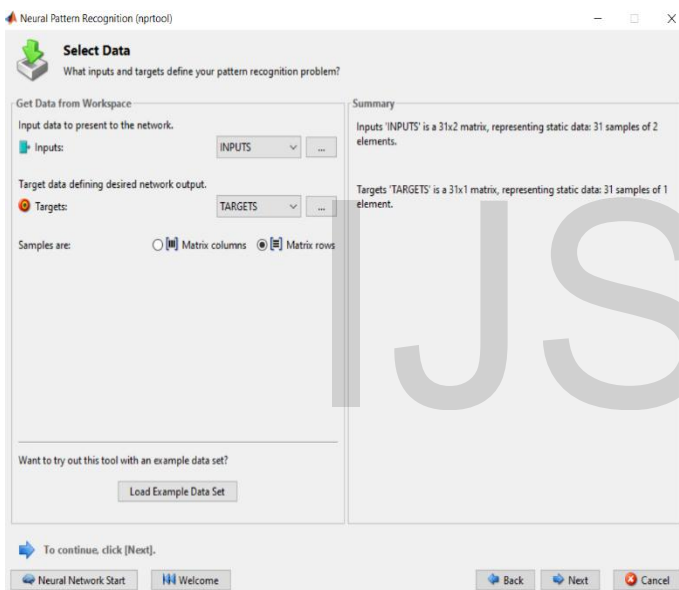 Neural Pattern Recognition (nprtool)
Select Data
What inputs and targets define your pattern recognition problem?
Get Data from Workspace
Input data to present to the network.
Inputs:
INPUTS
...
Target data defining desired network output.
Targets:
TARGETS
...
Samples are:
Matrix columns
Matrix rows
Want to try out this tool with an example data set?
Load Example Data Set
Summary
Inputs 'INPUTS' is a 31x2 matrix, representing static data: 31 samples of 2
elements.
Targets 'TARGETS' is a 31x1 matrix, representing static data: 31 samples of 1
element.
IJS
To continue, click [Next].
Neural Network Start
Welcome
Back
Next
Cancel